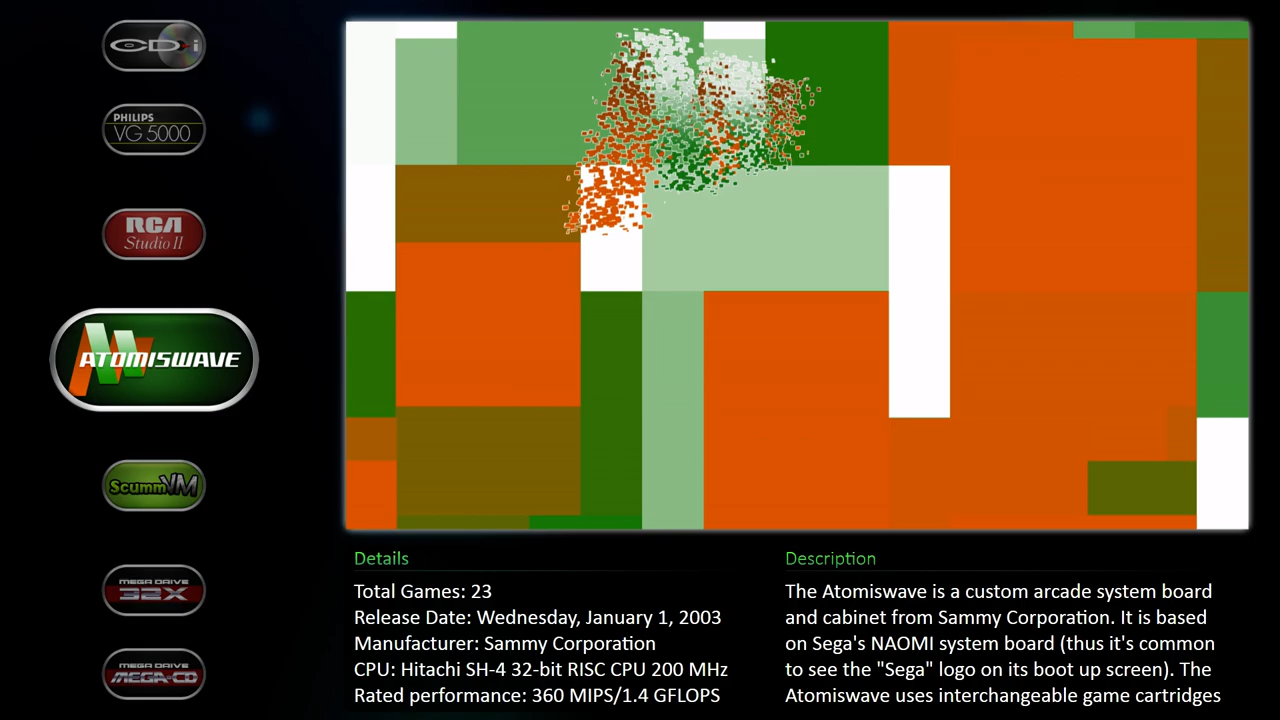 CD-i
PHILIPS
VG 5000
RCA
Studio II
ATOMISWAVE
ScummVM
MEGA DRIVE
32X
MEGA DRIVE
MEGA-CD
Details
Total Games: 23
Release Date: Wednesday, January 1, 2003
Manufacturer: Sammy Corporation
CPU: Hitachi SH-4 32-bit RISC CPU 200 MHz
Rated performance: 360 MIPS/1.4 GFLOPS
Description
The Atomiswave is a custom arcade system board
and cabinet from Sammy Corporation. It is based
on Sega's NAOMI system board (thus it's common
to see the "Sega" logo on its boot up screen). The
Atomiswave uses interchangeable game cartridges